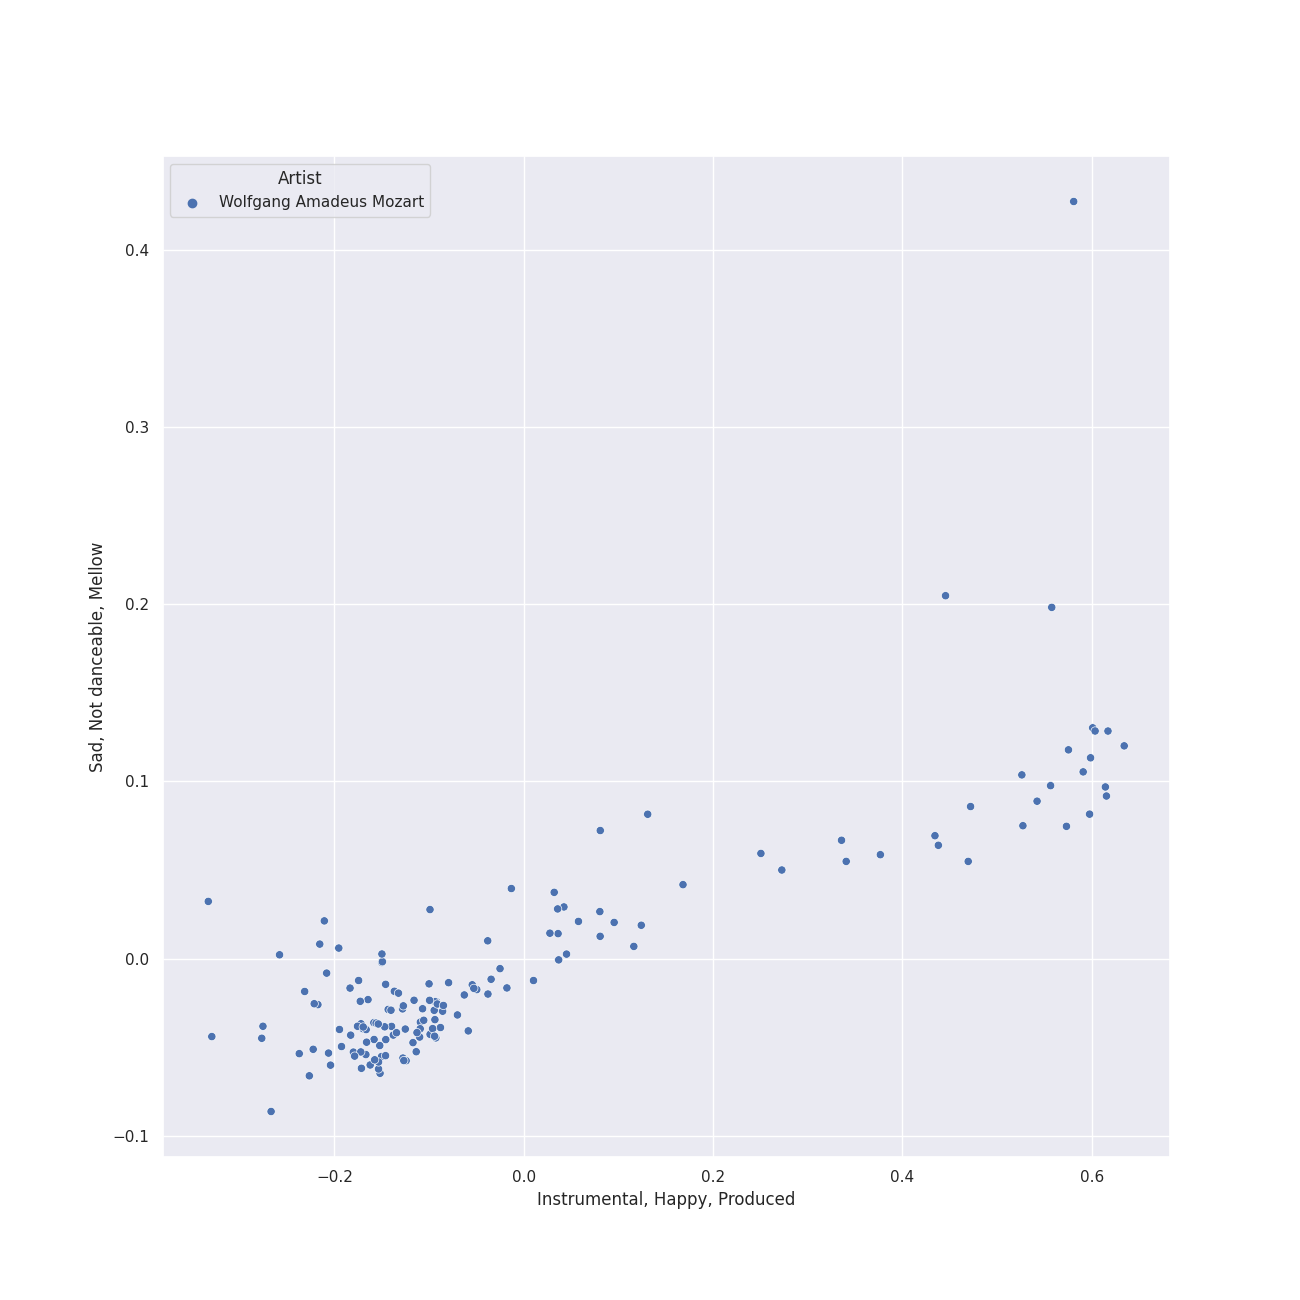 Artist
Wolfgang Amadeus Mozart
0.4
0.3
0.2
0.1
0.0
−0.1
Sad, Not danceable, Mellow
−0.2
0.0
0.2
0.4
0.6
Instrumental, Happy, Produced